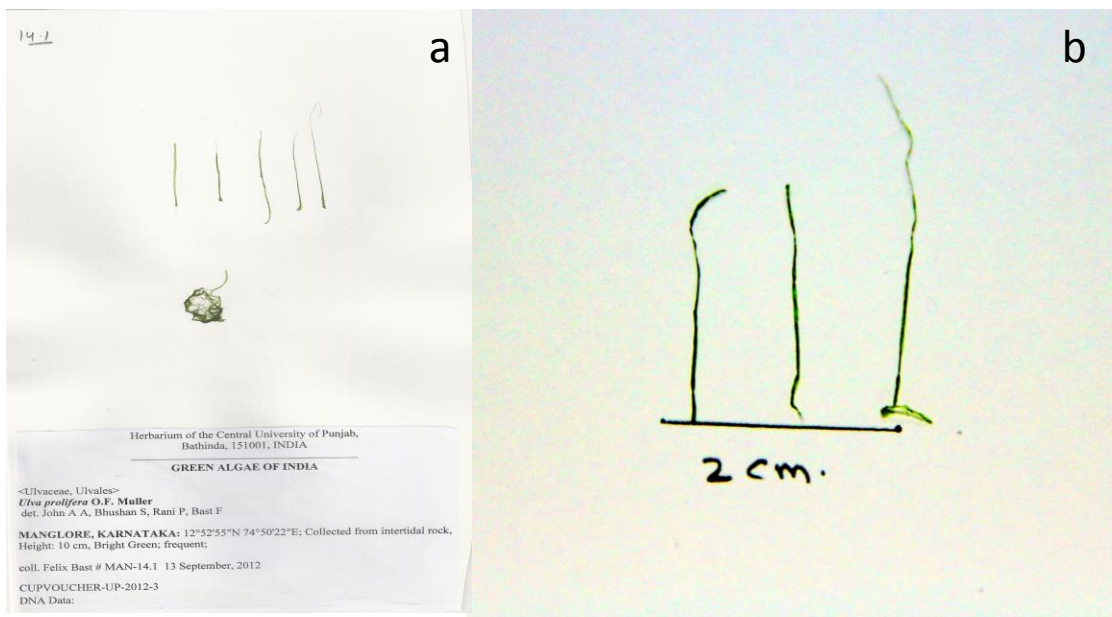 14.1
a
Herbarium of the Central University of Punjab,
Bathinda, 151001, INDIA
GREEN ALGAE OF INDIA
<Ulvaceae, Ulvales>
Ulva prolifera O.F. Muller
det. John A A, Bhushan S, Rani P, Bast F
MANGLORE, KARNATAKA: 12°52'55"N 74°50'22"E; Collected from intertidal rock,
Height: 10 cm, Bright Green; frequent;
coll. Felix Bast # MAN-14.1 13 September, 2012
CUPVOUCHER-UP-2012-3
DNA Data:
b
2 cm.